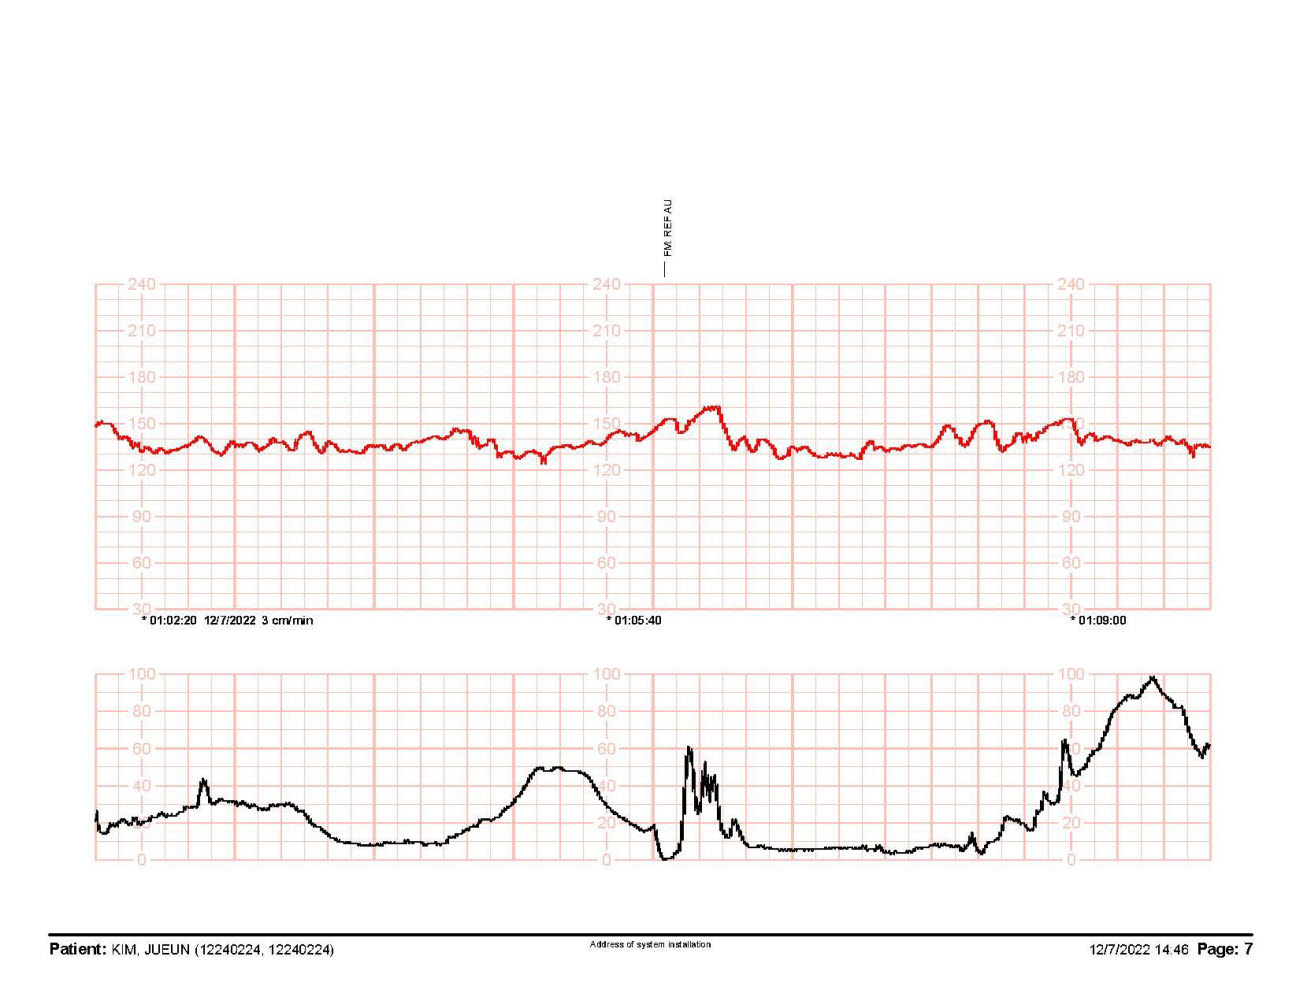 FM: REF AU
240 240 240
210 210 210
180 180 180
150 150
120 120 120
90 90 90
60 60 60
30 30 30
* 01:02:20 12/7/2022 3 cm/min * 01:05:40 * 01:09:00
100 100 100
80 80 80
60 60
40 40 40
20 20
0 0 0
Patient: KIM, JUEUN (12240224, 12240224) Address of system installation 12/7/2022 14:46 Page: 7